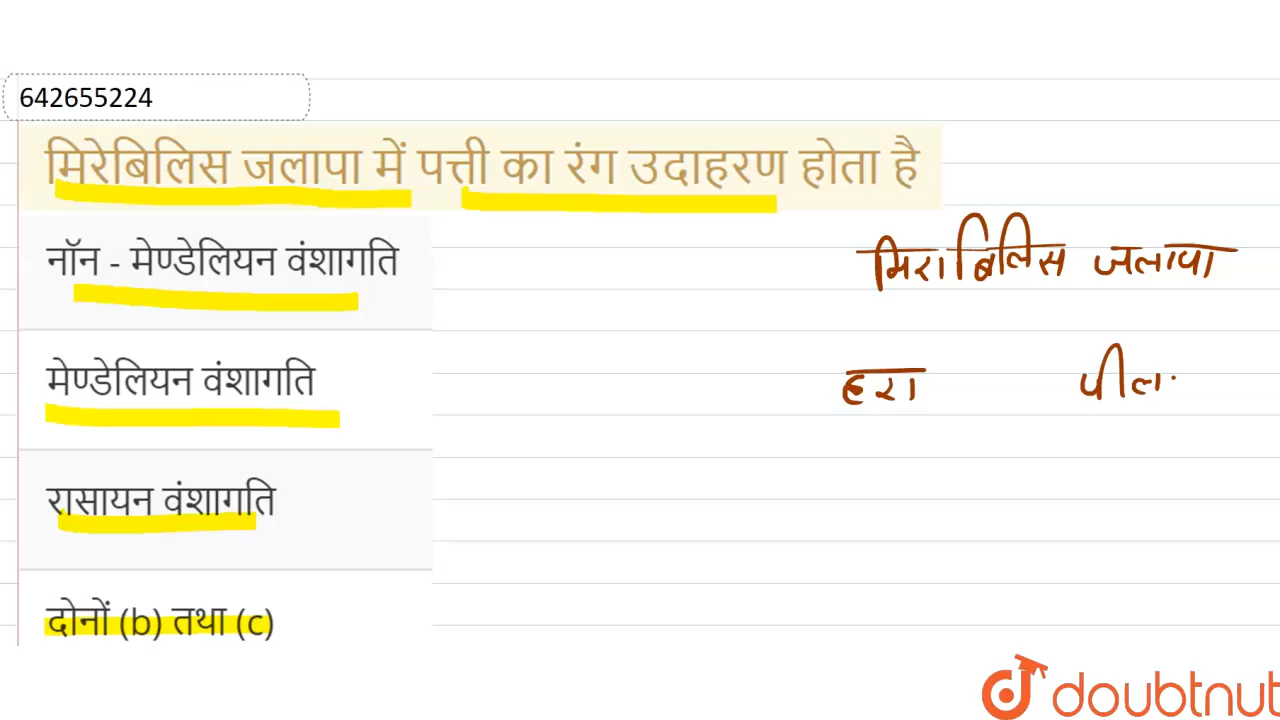 642655224
मिरेबिलिस जलापा में पत्ती का रंग उदाहरण होता है
नॉन - मेण्डेलियन वंशागति
मिराबिलिस जलापा
मेण्डेलियन वंशागति
हरा पील
रासायन वंशागति
दोनों (b) तथा (c)
doubtnut